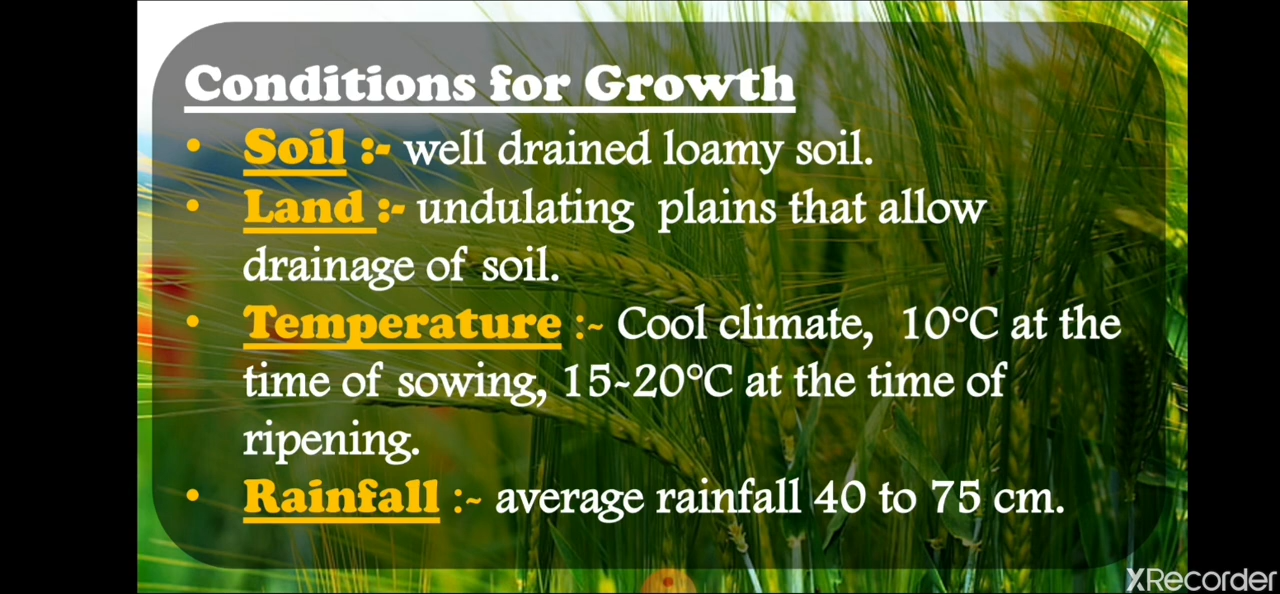 Conditions for Growth
• Soil :- well drained loamy soil.
• Land :- undulating plains that allow
drainage of soil.
• Temperature :- Cool climate, 10°C at the
time of sowing, 15-20°C at the time of
ripening.
• Rainfall :- average rainfall 40 to 75 cm.
XRecorder